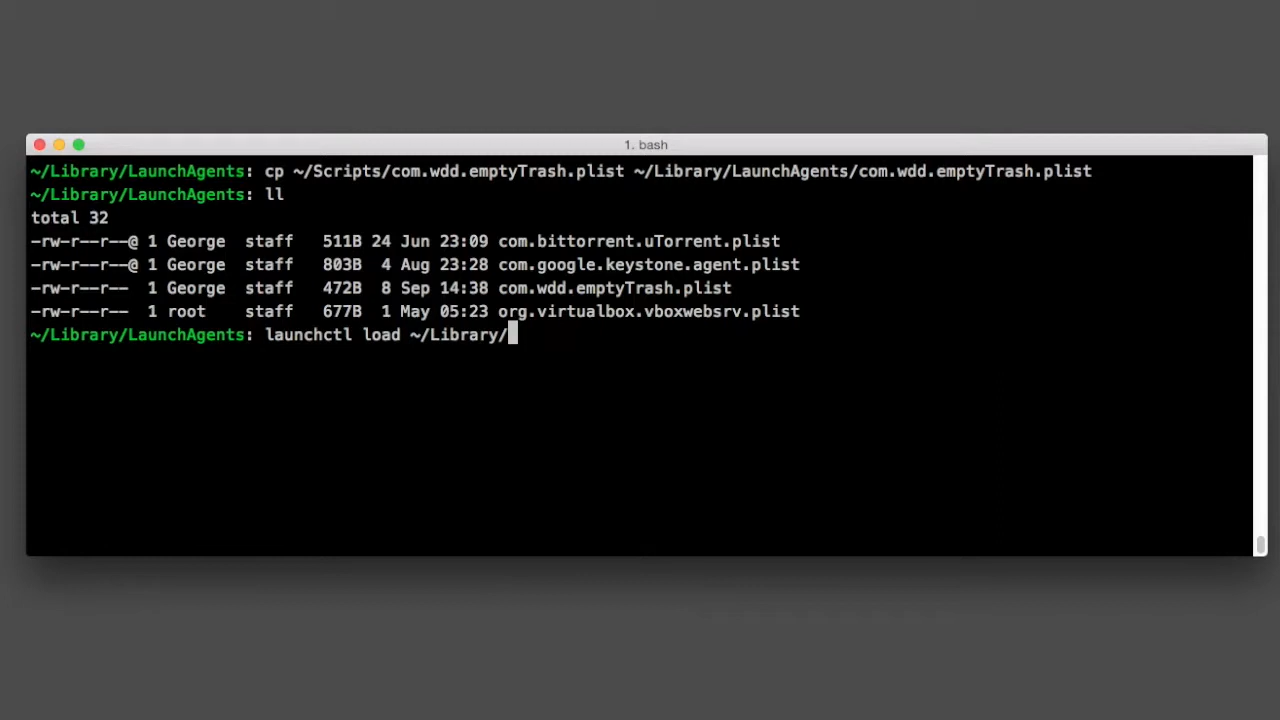 1. bash
~/Library/LaunchAgents: cp ~/Scripts/com.wdd.emptyTrash.plist ~/Library/LaunchAgents/com.wdd.emptyTrash.plist
~/Library/LaunchAgents: ll
total 32
-rw-r--r--@ 1 George  staff   511B 24 Jun 23:09 com.bittorrent.uTorrent.plist
-rw-r--r--@ 1 George  staff   803B  4 Aug 23:28 com.google.keystone.agent.plist
-rw-r--r--  1 George  staff   472B  8 Sep 14:38 com.wdd.emptyTrash.plist
-rw-r--r--  1 root    staff   677B  1 May 05:23 org.virtualbox.vboxwebsrv.plist
~/Library/LaunchAgents: launchctl load ~/Library/